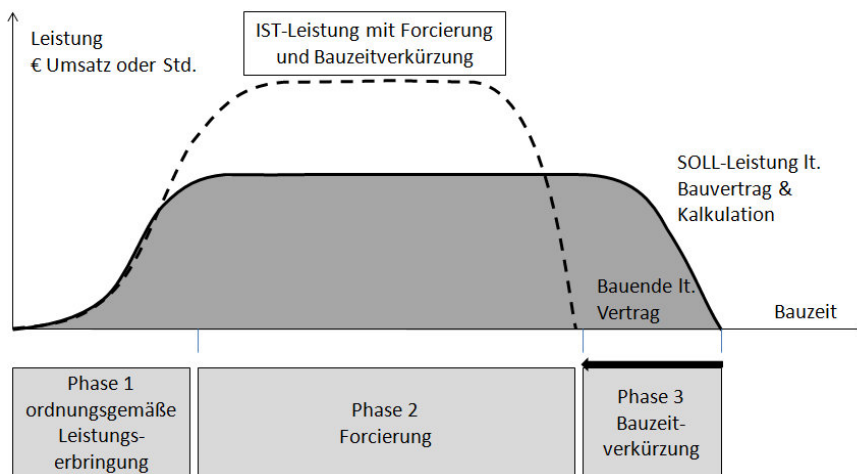 Leistung
€ Umsatz oder Std.
IST-Leistung mit Forcierung
und Bauzeitverkürzung
SOLL-Leistung lt.
Bauvertrag &
Kalkulation
Bauende lt.
Vertrag
Bauzeit
Phase 1
ordnungsgemäße
Leistungs-
erbringung
Phase 2
Forcierung
Phase 3
Bauzeit-
verkürzung